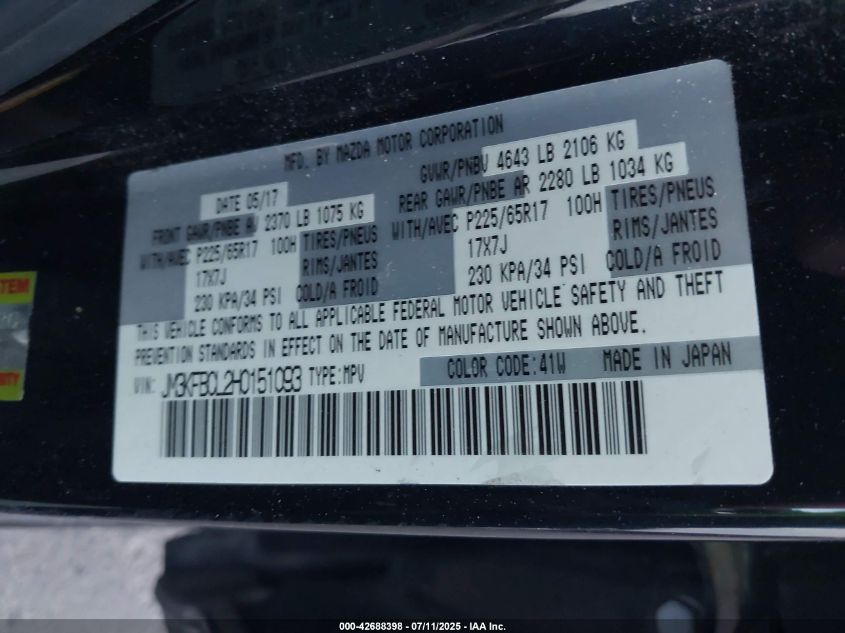 MFD. BY MAZDA MOTOR CORPORATION
DATE 05/17
GVWR/PNBV 4643 LB 2106 KG
FRONT GAWR/PNBE AV 2370 LB 1075 KG
REAR GAWR/PNBE AR 2280 LB 1034 KG
WITH/AVEC P225/65R17 100H TIRES/PNEUS
WITH/AVEC P225/65R17 100H TIRES/PNEUS
17X7J RIMS/JANTES
17X7J RIMS/JANTES
230 KPA/34 PSI COLD/A FROID
230 KPA/34 PSI COLD/A FROID
THIS VEHICLE CONFORMS TO ALL APPLICABLE FEDERAL MOTOR VEHICLE SAFETY AND THEFT
PREVENTION STANDARDS IN EFFECT ON THE DATE OF MANUFACTURE SHOWN ABOVE.
VIN: JM3KFBCL2H0151093 TYPE:MPV
COLOR CODE:41W MADE IN JAPAN
000-42688398 - 07/11/2025 - IAA Inc.